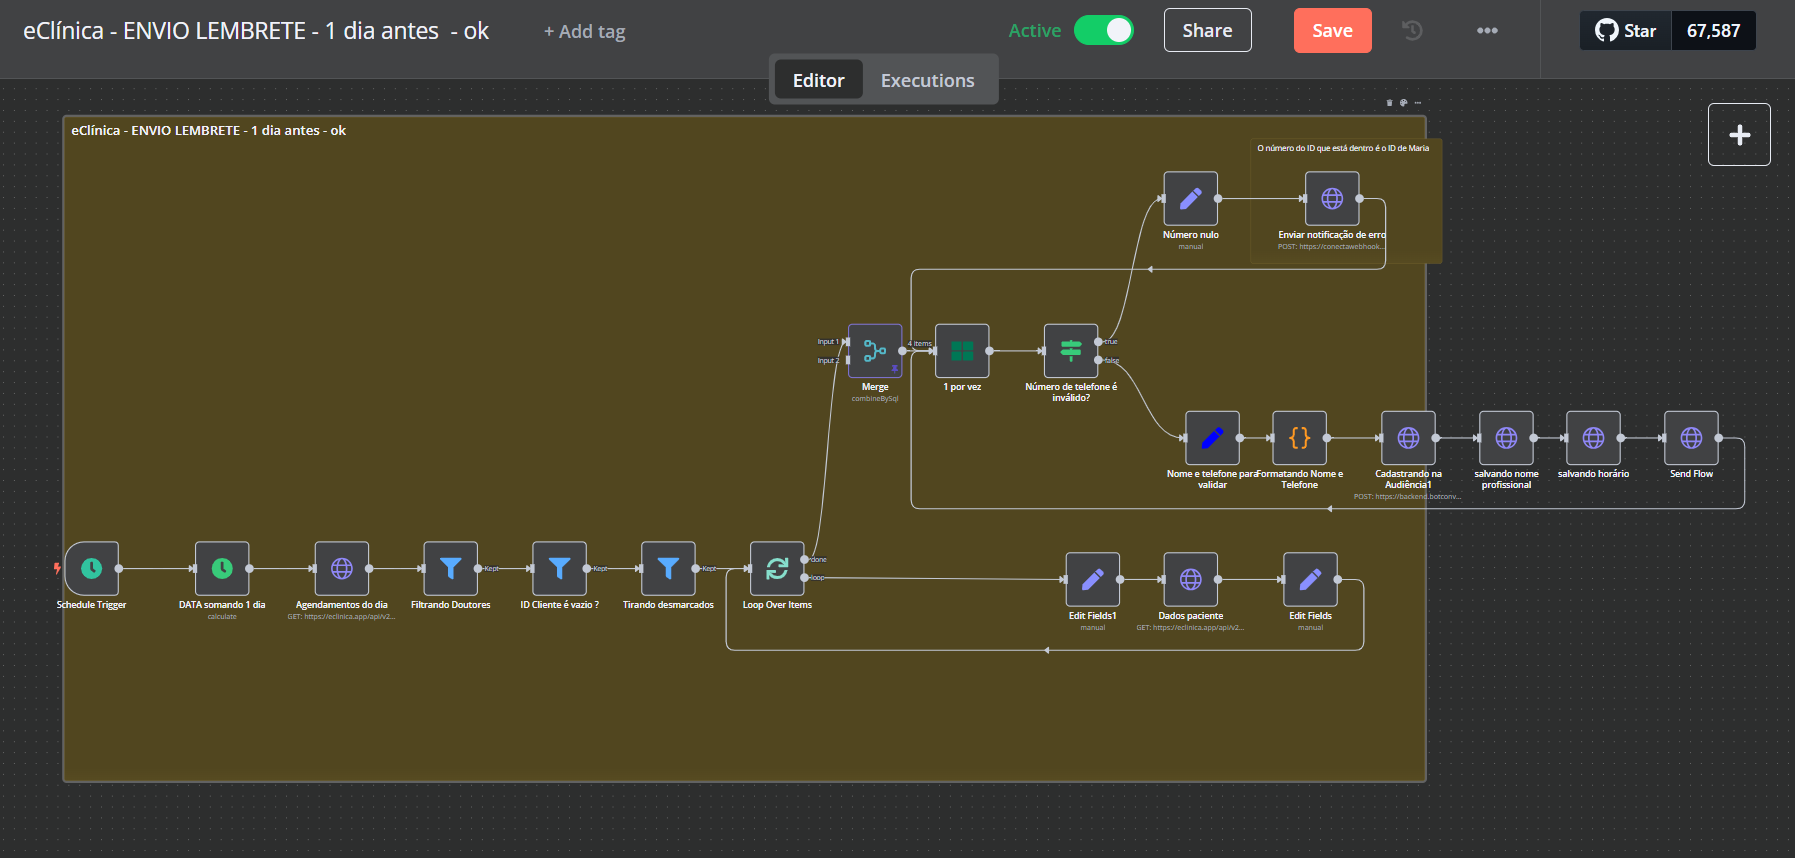 eClínica - ENVIO LEMBRETE - 1 dia antes - ok
+ Add tag
Active
Share
Save
Star
67,587
Editor
Executions
eClínica - ENVIO LEMBRETE - 1 dia antes - ok
O número do ID que está dentro é o ID de Maria
Número nulo
manual
Enviar notificação de erro
POST: https://conectawebhook...
Input 1
Input 2
Merge
combineBySql
4 items
1 por vez
Número de telefone é
inválido?
true
false
Nome e telefone para
validar
Formatando Nome e
Telefone
Cadastrando na
Audiência1
POST: https://backend.botconv...
salvando nome
profissional
salvando horário
Send Flow
Schedule Trigger
DATA somando 1 dia
calculate
Agendamentos do dia
GET: https://eclinica.app/api/v2...
Filtrando Doutores
Kept
ID Cliente é vazio ?
Kept
Tirando desmarcados
Kept
Loop Over Items
done
loop
Edit Fields1
manual
Dados paciente
GET: https://eclinica.app/api/v2...
Edit Fields
manual